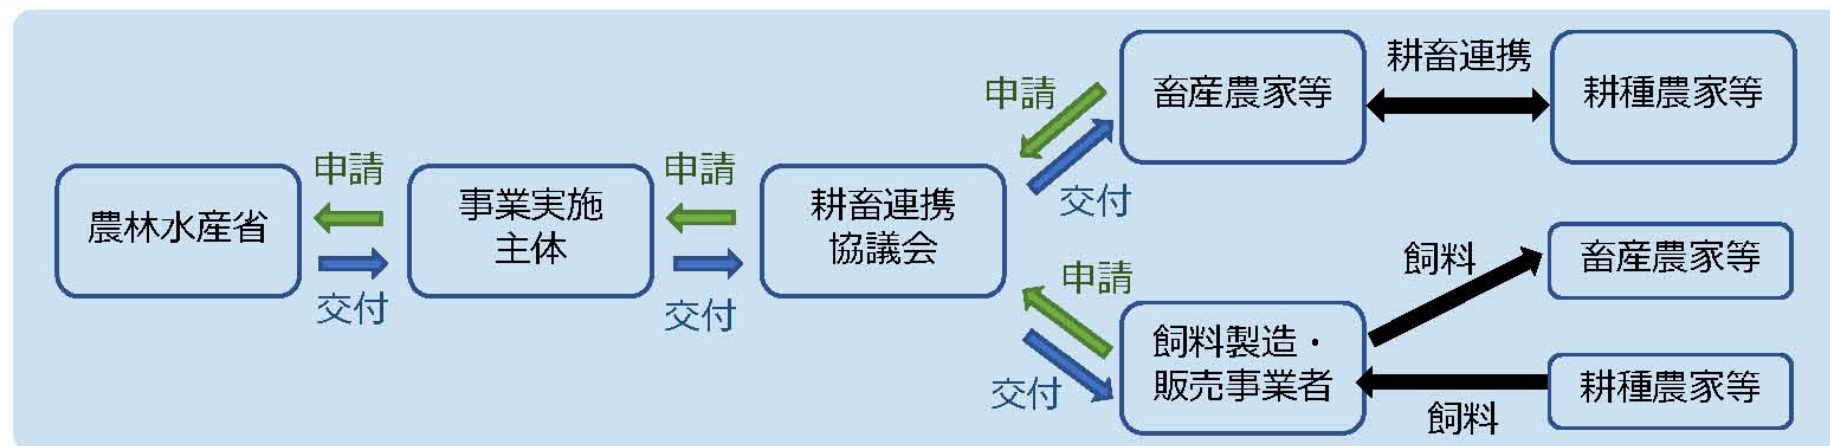 農林水産省
申請
交付
事業実施
主体
申請
交付
耕畜連携
協議会
申請
交付
畜産農家等
耕畜連携
耕種農家等
申請
交付
飼料製造・
販売事業者
飼料
畜産農家等
飼料
耕種農家等